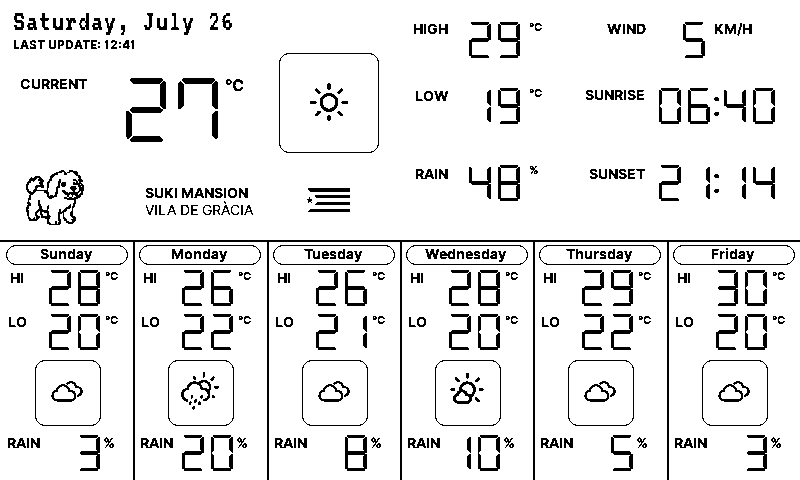 Saturday, July 26
LAST UPDATE: 12:41
CURRENT 27 °C
SUKI MANSION
VILA DE GRÀCIA
HIGH 29 °C
LOW 19 °C
RAIN 48 %
WIND 5 KM/H
SUNRISE 06:40
SUNSET 21:14
Sunday
HI 28 °C
LO 20 °C
RAIN 3 %
Monday
HI 26 °C
LO 22 °C
RAIN 20 %
Tuesday
HI 26 °C
LO 21 °C
RAIN 8 %
Wednesday
HI 28 °C
LO 20 °C
RAIN 10 %
Thursday
HI 29 °C
LO 22 °C
RAIN 5 %
Friday
HI 30 °C
LO 20 °C
RAIN 3 %